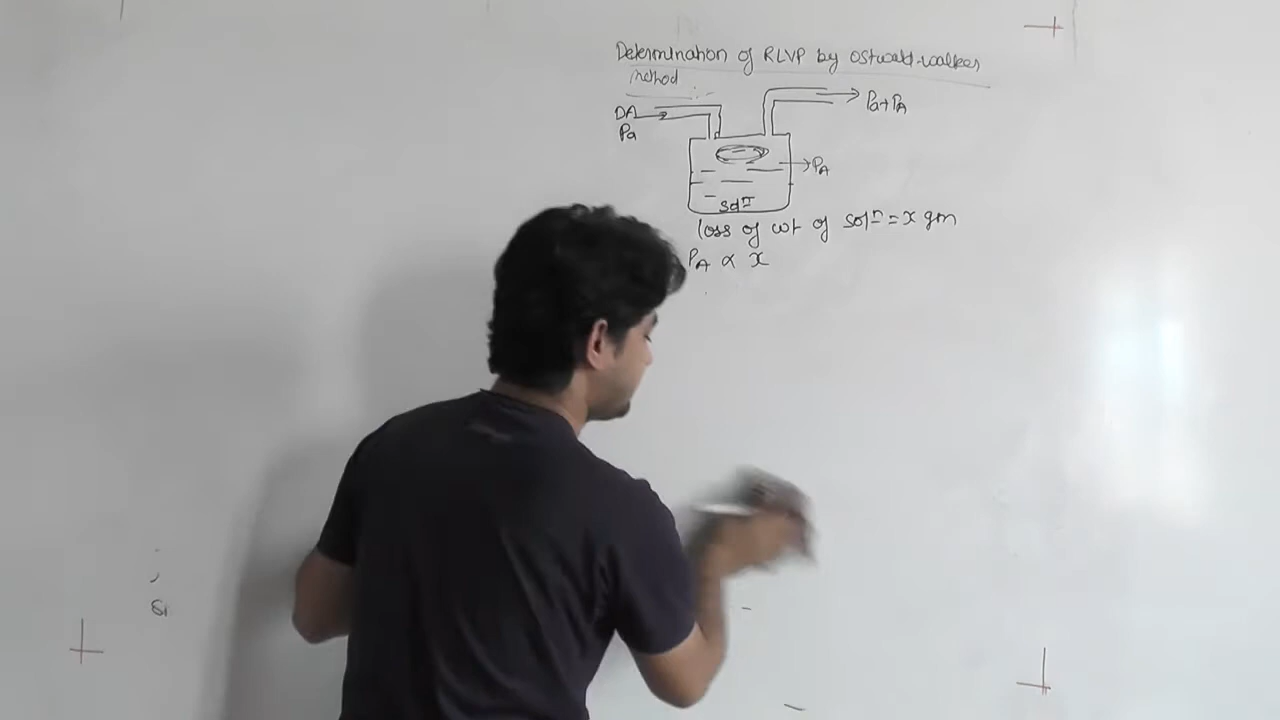 Determination of RLVP by Ostwald-walker
method :-
DA
Pa
Pa+PA
PA
solⁿ
loss of wt of solⁿ = x gm
PA ∝ x